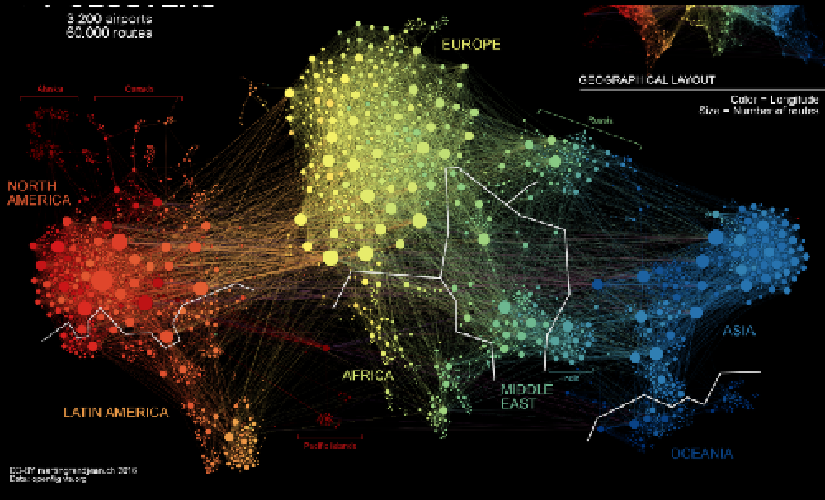 3 200 airports
60 000 routes
EUROPE
GEOGRAPHICAL LAYOUT
Color = Longitude
Size = Number of routes
Alaska
Canada
Russia
NORTH
AMERICA
ASIA
AFRICA
India
MIDDLE
EAST
LATIN AMERICA
Pacific Islands
OCEANIA
CC-BY martingrandjean.ch 2016
Data: openflights.org